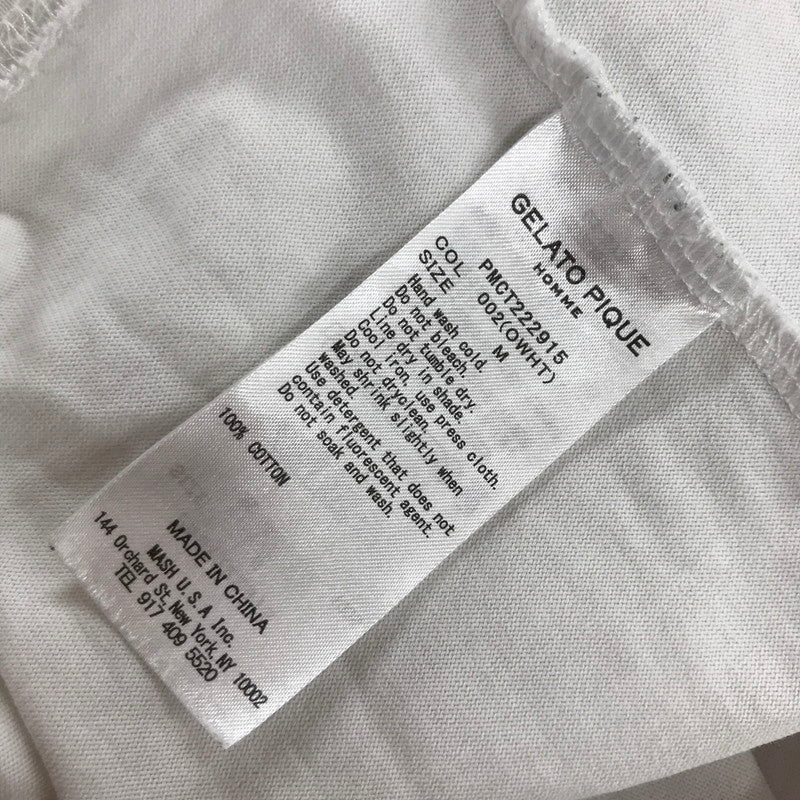 GELATO PIQUE
HOMME
PMCT222915
COL 002(OWHT)
SIZE M
Hand wash cold.
Do not bleach.
Do not tumble dry.
Line dry in shade.
Cool iron, use press cloth.
Do not dryclean.
May shrink slightly when
washed.
Use detergent that does not
contain fluorescent agent.
Do not soak and wash.
100% COTTON
MADE IN CHINA
MASH U.S.A Inc.
144 Orchard St, New York, NY 10002
TEL 917 409 5520